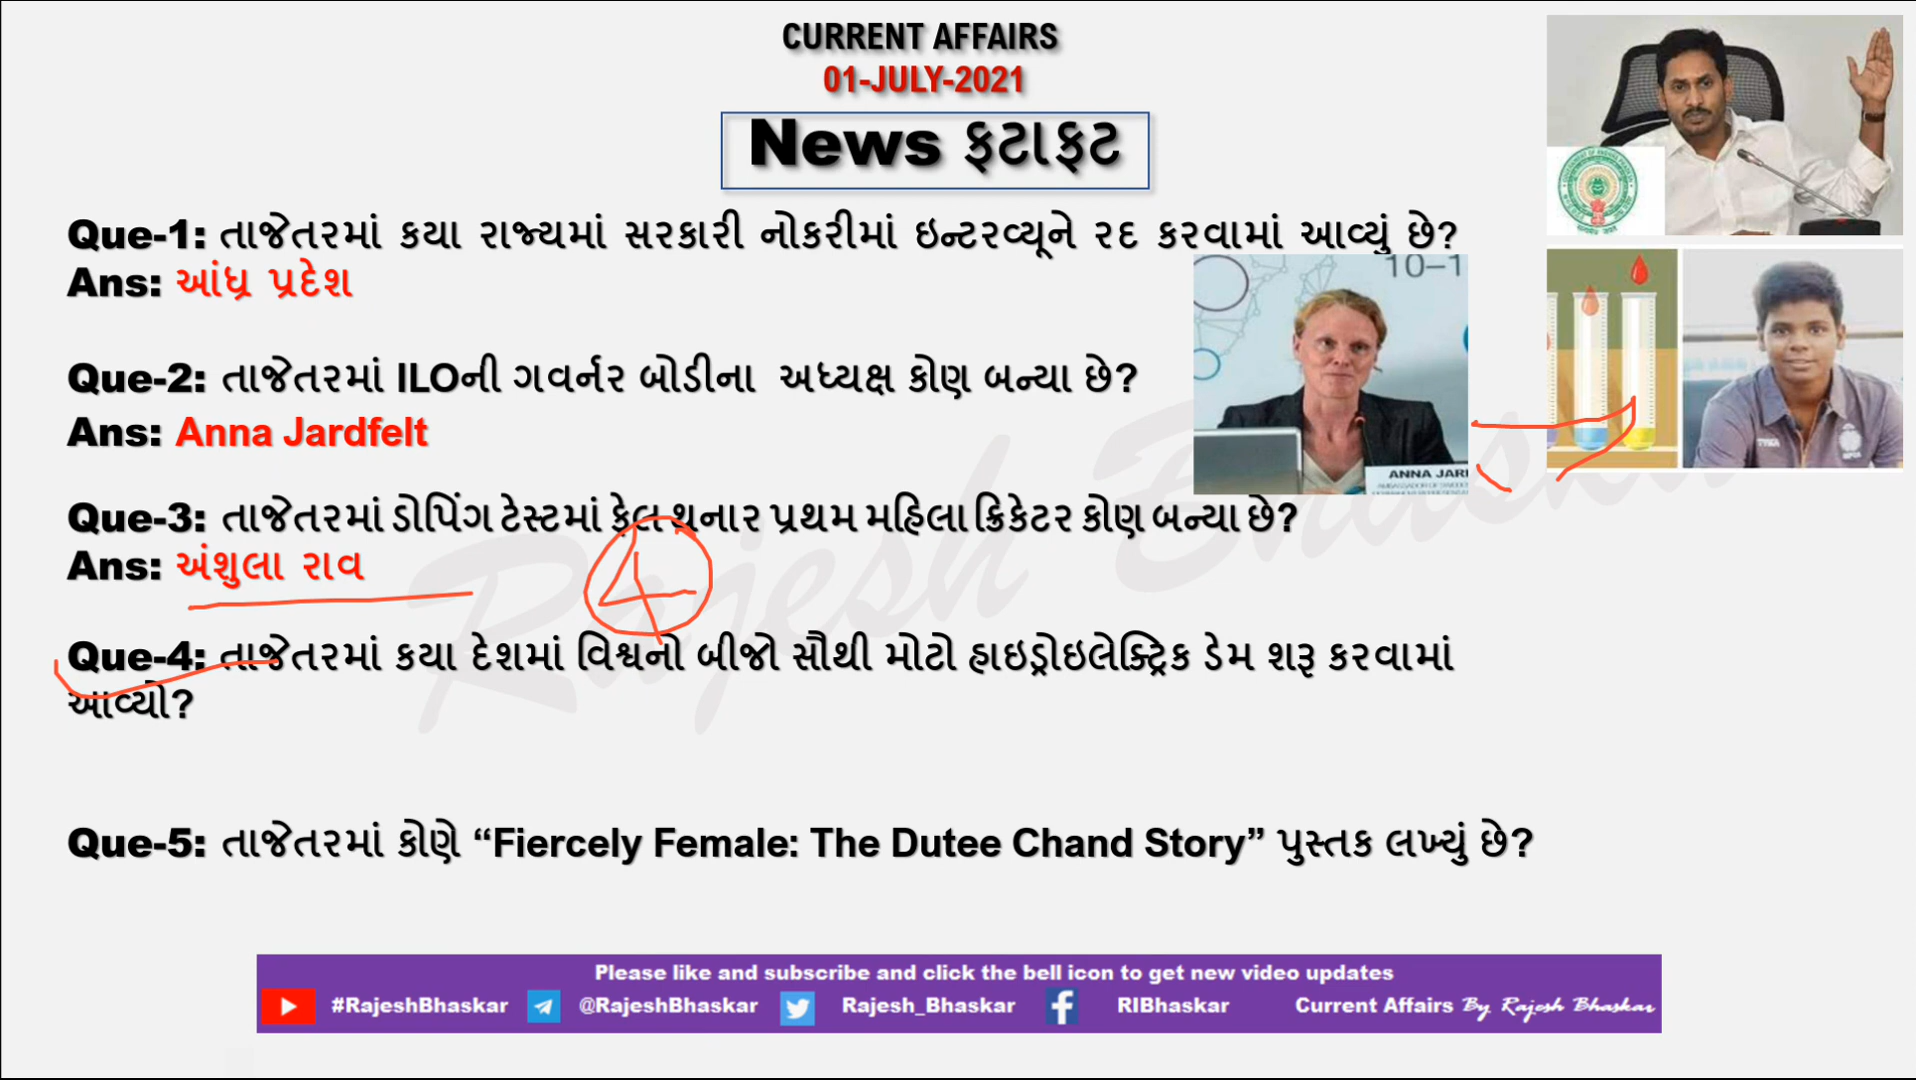 CURRENT AFFAIRS
01-JULY-2021
News ફટાફટ
Que-1: તાજેતરમાં કયા રાજ્યમાં સરકારી નોકરીમાં ઇન્ટરવ્યૂને રદ કરવામાં આવ્યું છે?
Ans: આંધ્ર પ્રદેશ
10-1
Que-2: તાજેતરમાં ILOની ગવર્નર બોડીના અધ્યક્ષ કોણ બન્યા છે?
Ans: Anna Jardfelt
ANNA JARD
Que-3: તાજેતરમાં ડોપિંગ ટેસ્ટમાં ફેલ થનાર પ્રથમ મહિલા ક્રિકેટર કોણ બન્યા છે?
Ans: અંશુલા રાવ
4
Que-4: તાજેતરમાં કયા દેશમાં વિશ્વનો બીજો સૌથી મોટો હાઇડ્રોઇલેક્ટ્રિક ડેમ શરૂ કરવામાં
આવ્યો?
Que-5: તાજેતરમાં કોણે “Fiercely Female: The Dutee Chand Story” પુસ્તક લખ્યું છે?
Rajesh Bhaskar
Please like and subscribe and click the bell icon to get new video updates
#RajeshBhaskar @RajeshBhaskar Rajesh_Bhaskar RIBhaskar Current Affairs By Rajesh Bhaskar